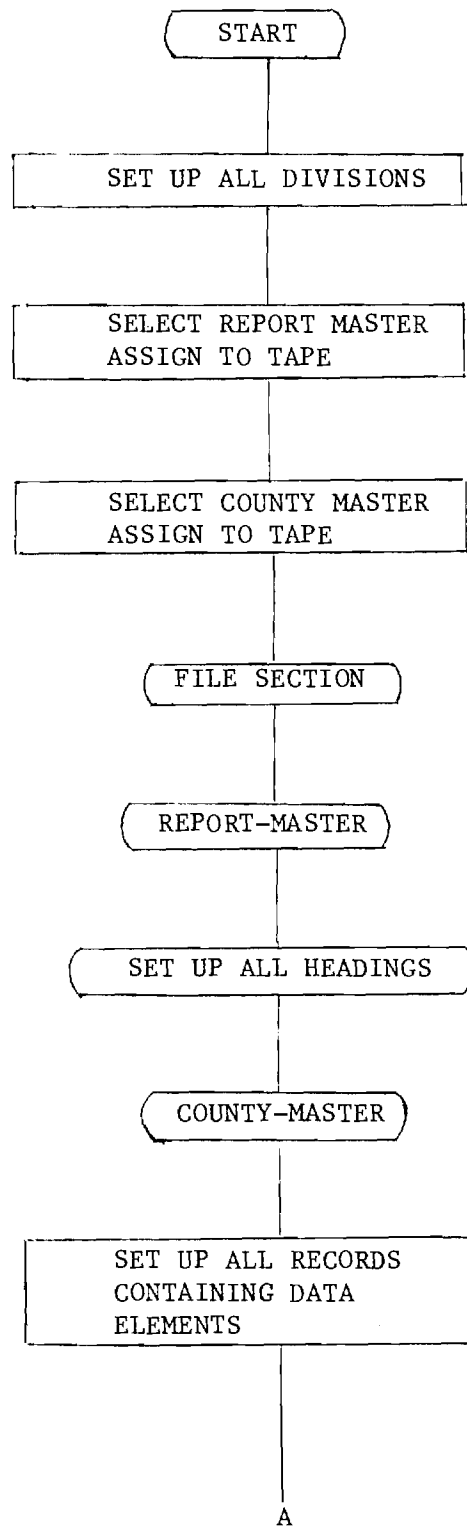 START
SET UP ALL DIVISIONS
SELECT REPORT MASTER
ASSIGN TO TAPE
SELECT COUNTY MASTER
ASSIGN TO TAPE
FILE SECTION
REPORT-MASTER
SET UP ALL HEADINGS
COUNTY-MASTER
SET UP ALL RECORDS
CONTAINING DATA
ELEMENTS
A